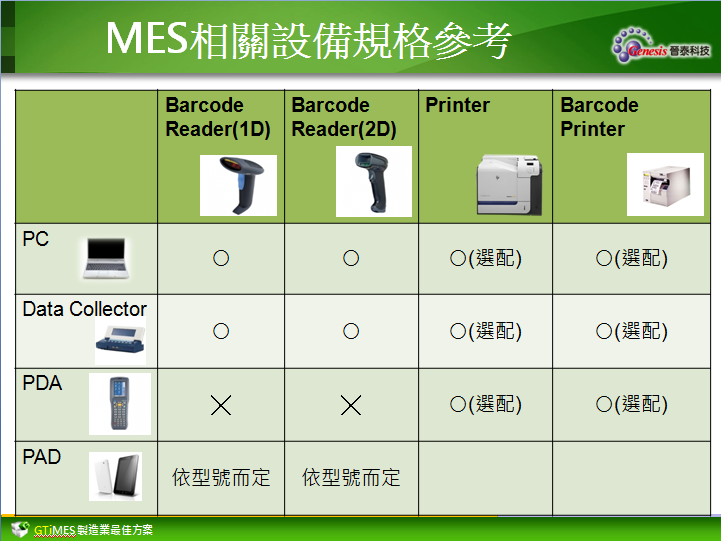 MES相關設備規格參考
Genesis 晉泰科技
Barcode
Reader(1D)
Barcode
Reader(2D)
Printer
Barcode
Printer
PC
○
○
○(選配)
○(選配)
Data Collector
○
○
○(選配)
○(選配)
PDA
╳
╳
○(選配)
○(選配)
PAD
依型號而定
依型號而定
GTiMES 製造業最佳方案